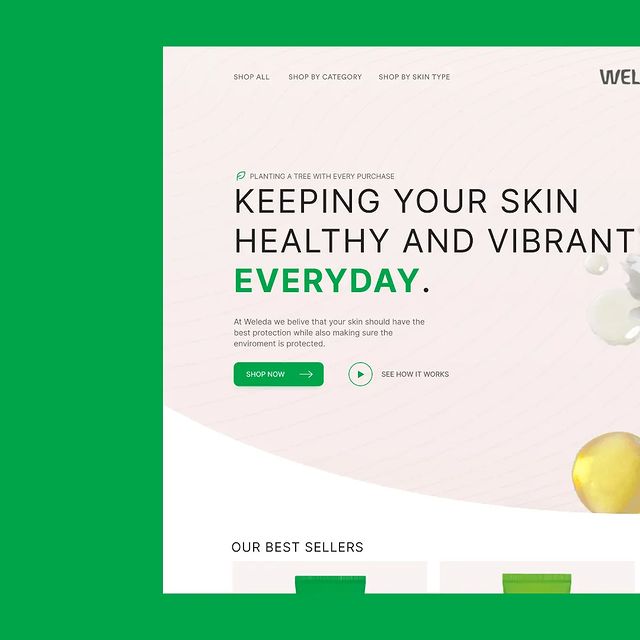 SHOP ALL SHOP BY CATEGORY SHOP BY SKIN TYPE WEL
PLANTING A TREE WITH EVERY PURCHASE
KEEPING YOUR SKIN
HEALTHY AND VIBRANT
EVERYDAY.
At Weleda we belive that your skin should have the
best protection while also making sure the
enviroment is protected.
SHOP NOW SEE HOW IT WORKS
OUR BEST SELLERS